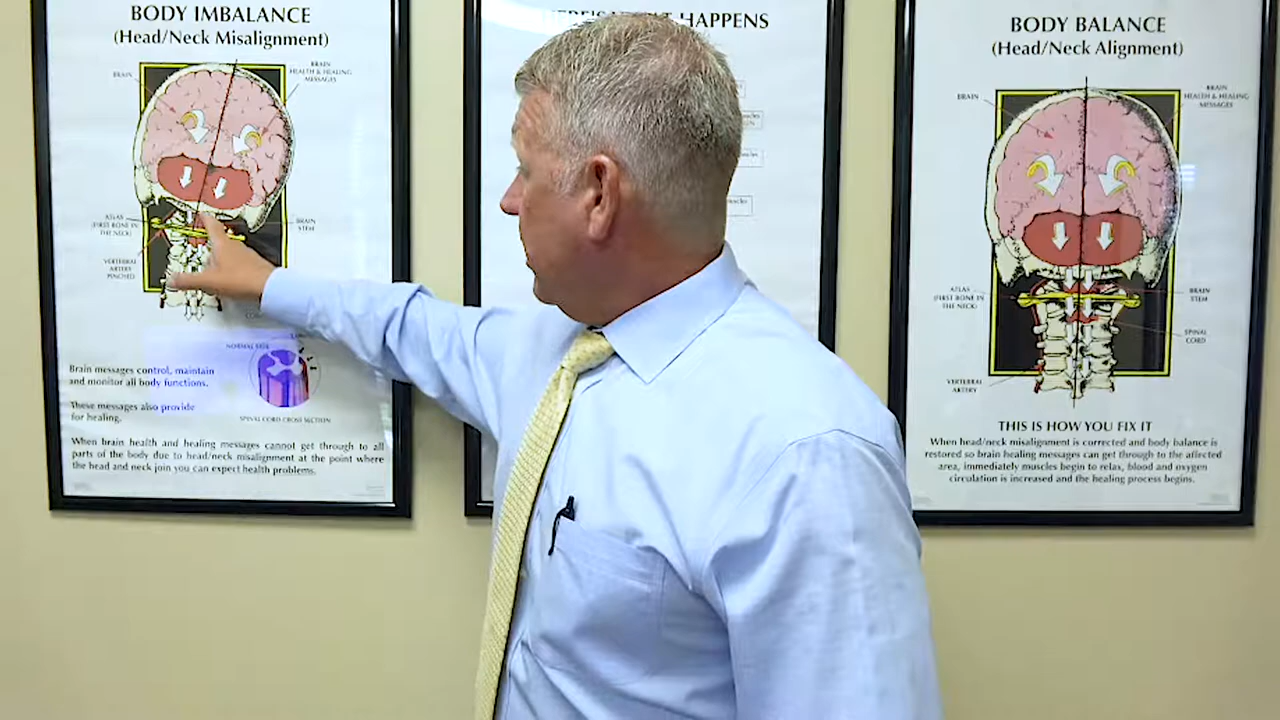 BODY IMBALANCE
(Head/Neck Misalignment)
BRAIN
BRAIN
HEALTH & HEALING
MESSAGES
ATLAS
(FIRST BONE IN
THE NECK)
BRAIN
STEM
VERTEBRAL
ARTERY
PINCHED
NORMAL SIZE
SPINAL CORD CROSS SECTION
Brain messages control, maintain
and monitor all body functions.
These messages also provide
for healing.
When brain health and healing messages cannot get through to all
parts of the body due to head/neck misalignment at the point where
the head and neck join you can expect health problems.
HAPPENS
BODY BALANCE
(Head/Neck Alignment)
BRAIN
BRAIN
HEALTH & HEALING
MESSAGES
ATLAS
(FIRST BONE IN
THE NECK)
BRAIN
STEM
SPINAL
CORD
VERTEBRAL
ARTERY
THIS IS HOW YOU FIX IT
When head/neck misalignment is corrected and body balance is
restored so brain healing messages can get through to the affected
area, immediately muscles begin to relax, blood and oxygen
circulation is increased and the healing process begins.